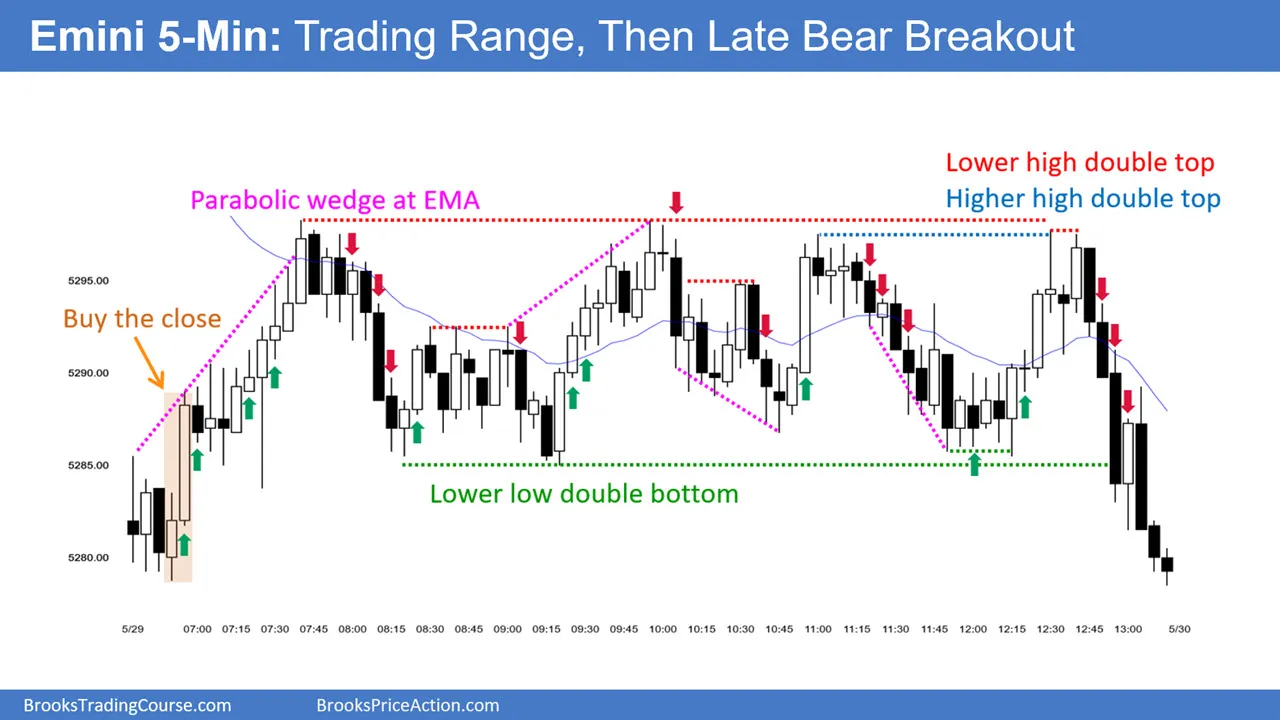 Emini 5-Min: Trading Range, Then Late Bear Breakout
Lower high double top
Higher high double top
Parabolic wedge at EMA
Buy the close
Lower low double bottom
5295.00
5290.00
5285.00
5280.00
5/29 07:00 07:15 07:30 07:45 08:00 08:15 08:30 08:45 09:00 09:15 09:30 09:45 10:00 10:15 10:30 10:45 11:00 11:15 11:30 11:45 12:00 12:15 12:30 12:45 13:00 5/30
BrooksTradingCourse.com BrooksPriceAction.com